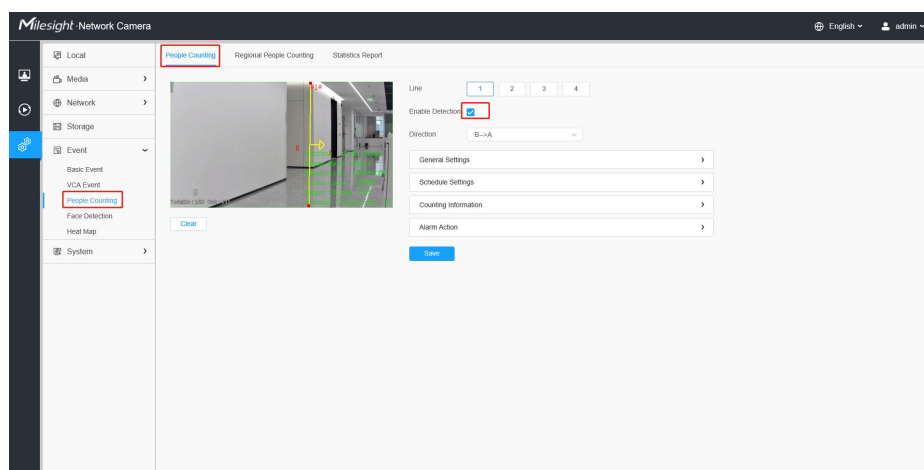 Milesight · Network Camera
English
admin
Local
Media
Network
Storage
Event
Basic Event
VCA Event
People Counting
Face Detection
Heat Map
System
People Counting
Regional People Counting
Statistics Report
B
Clear
Line
1
2
3
4
Enable Detection
Direction
B-->A
General Settings
Schedule Settings
Counting Information
Alarm Action
Save